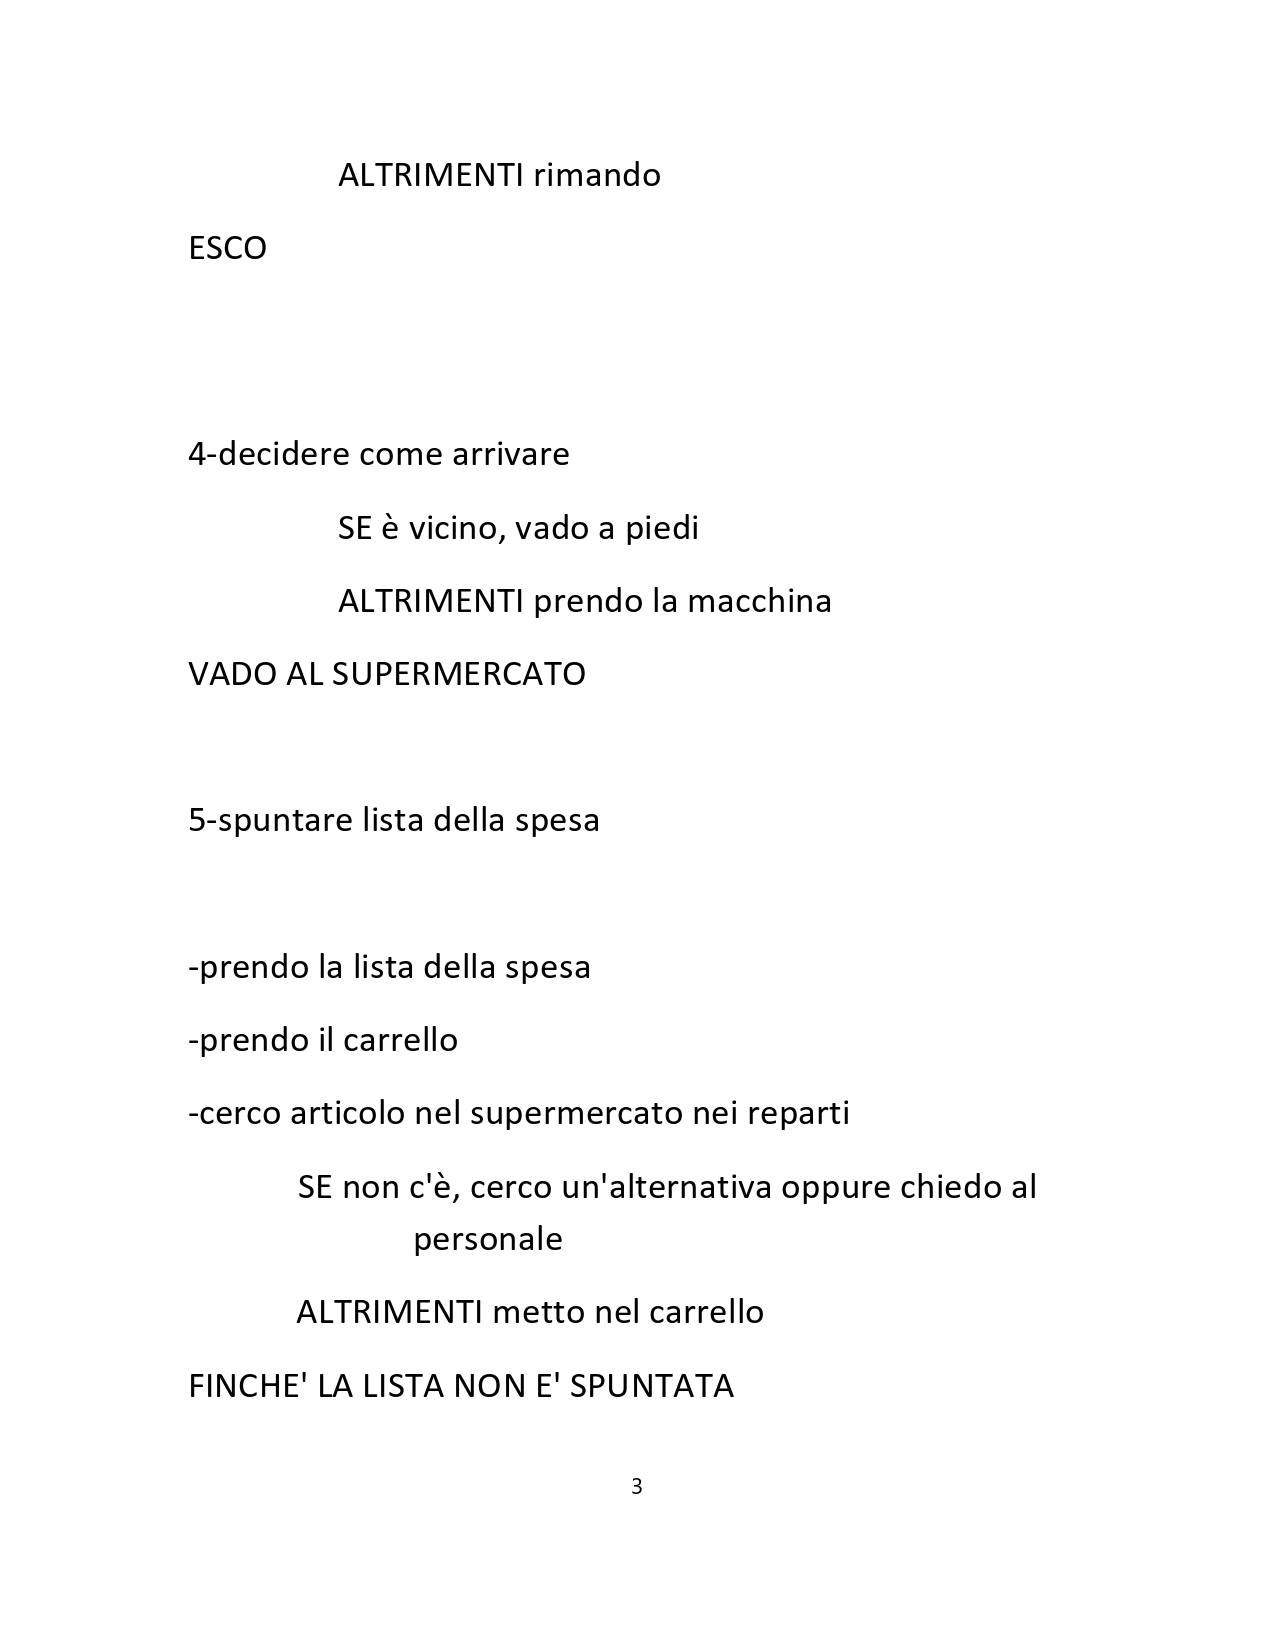 ALTRIMENTI rimando
ESCO
4-decidere come arrivare
SE è vicino, vado a piedi
ALTRIMENTI prendo la macchina
VADO AL SUPERMERCATO
5-spuntare lista della spesa
-prendo la lista della spesa
-prendo il carrello
-cerco articolo nel supermercato nei reparti
SE non c'è, cerco un'alternativa oppure chiedo al
personale
ALTRIMENTI metto nel carrello
FINCHE' LA LISTA NON E' SPUNTATA
3